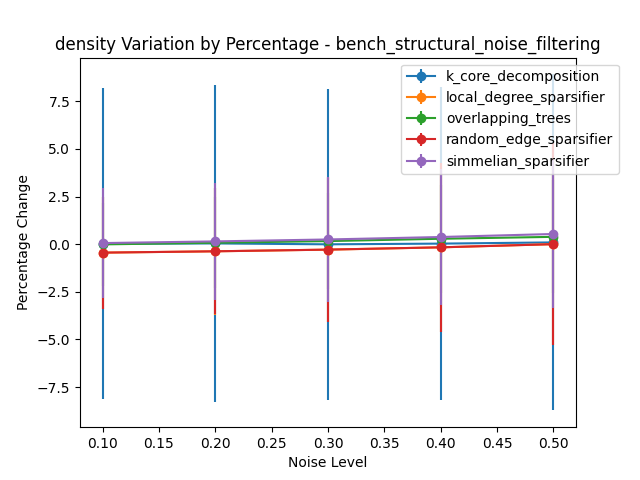 density Variation by Percentage - bench_structural_noise_filtering
k_core_decomposition
local_degree_sparsifier
overlapping_trees
random_edge_sparsifier
simmelian_sparsifier
Percentage Change
7.5
5.0
2.5
0.0
−2.5
−5.0
−7.5
0.10 0.15 0.20 0.25 0.30 0.35 0.40 0.45 0.50
Noise Level